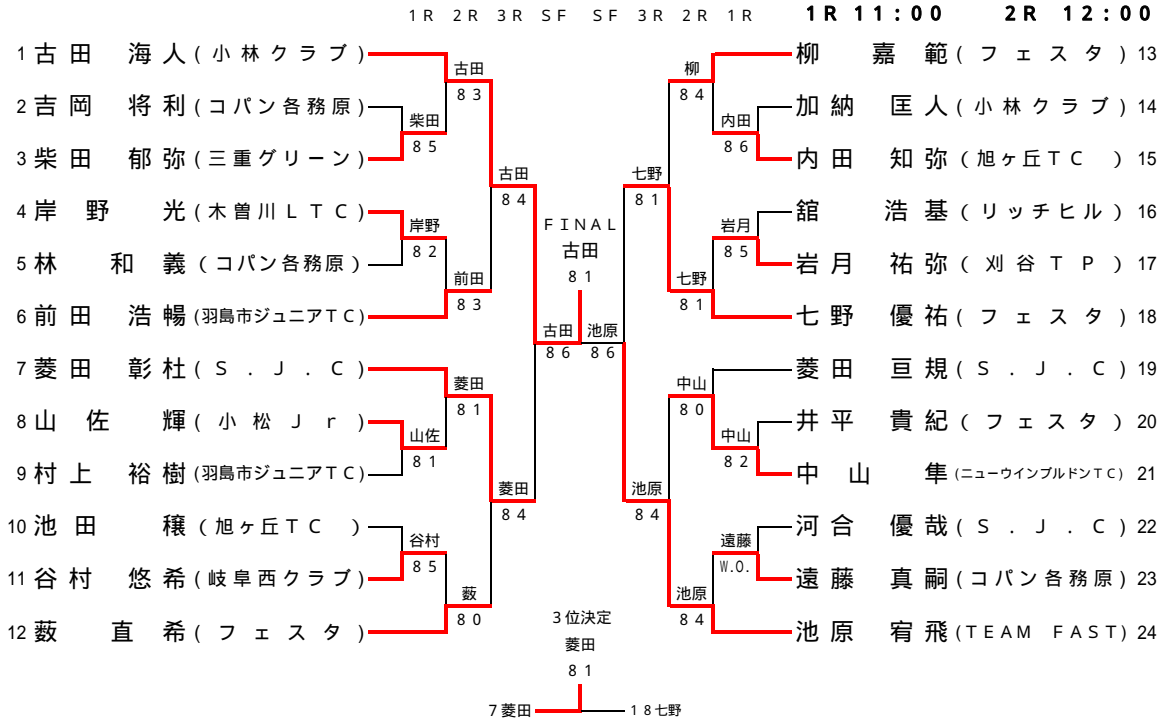 1R 2R 3R SF SF 3R 2R 1R 1R 11:00 2R 12:00
1 古田 海人 (小林クラブ) 柳 嘉範 (フェスタ) 13
古田 柳
83 84
2 吉岡 将利 (コパン各務原) 加納 匡人 (小林クラブ) 14
柴田 内田
85 86
3 柴田 郁弥 (三重グリーン) 内田 知弥 (旭ヶ丘TC) 15
古田 七野
84 81
4 岸野 光 (木曽川LTC) 舘 浩基 (リッチヒル) 16
岸野 FINAL 岩月
82 古田 85
5 林 和義 (コパン各務原) 岩月 祐弥 (刈谷TP) 17
前田 81 七野
83 81
6 前田 浩暢 (羽島市ジュニアTC) 七野 優祐 (フェスタ) 18
古田 池原
86 86
7 菱田 彰杜 (S.J.C) 菱田 亘規 (S.J.C) 19
菱田 中山
81 80
8 山佐 輝 (小松Jr) 井平 貴紀 (フェスタ) 20
山佐 中山
81 82
9 村上 裕樹 (羽島市ジュニアTC) 中山 隼 (ニューウインブルドンTC) 21
菱田 池原
84 84
10 池田 穣 (旭ヶ丘TC) 河合 優哉 (S.J.C) 22
谷村 遠藤
85 W.O.
11 谷村 悠希 (岐阜西クラブ) 遠藤 真嗣 (コパン各務原) 23
薮 池原
80 3位決定 84
12 薮 直希 (フェスタ) 池原 宥飛 (TEAM FAST) 24
菱田
81
7菱田 18七野